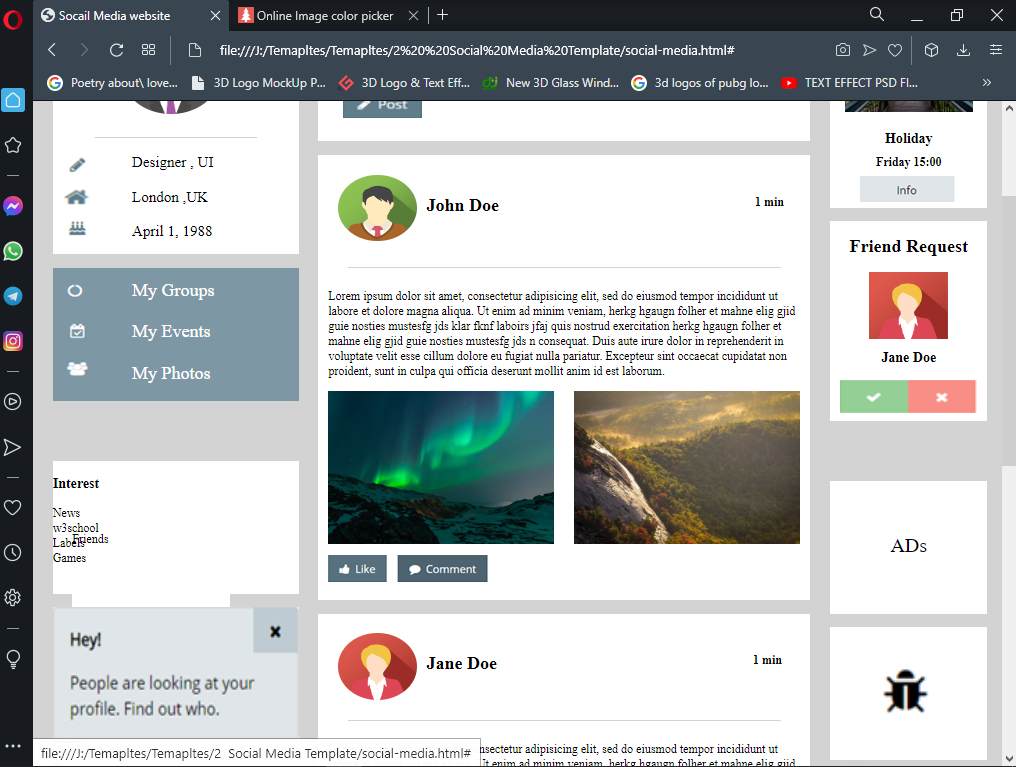 Socail Media website
Online Image color picker
file:///J:/Temapltes/Temapltes/2%20%20Social%20Media%20Template/social-media.html#
Poetry about\ love...
3D Logo MockUp P...
3D Logo & Text Eff...
New 3D Glass Wind...
3d logos of pubg lo...
TEXT EFFECT PSD Fl...
Designer , UI
London ,UK
April 1, 1988
My Groups
My Events
My Photos
Interest
News
w3school
Labels
Friends
Games
Hey!
People are looking at your
profile. Find out who.
Post
John Doe
1 min
Lorem ipsum dolor sit amet, consectetur adipisicing elit, sed do eiusmod tempor incididunt ut
labore et dolore magna aliqua. Ut enim ad minim veniam, herkg hgaugn folher et mahne elig gjid
guie nosties mustesfg jds klar fknf laboirs jfaj quis nostrud exercitation herkg hgaugn folher et
mahne elig gjid guie nosties mustesfg jds n consequat. Duis aute irure dolor in reprehenderit in
voluptate velit esse cillum dolore eu fugiat nulla pariatur. Excepteur sint occaecat cupidatat non
proident, sunt in culpa qui officia deserunt mollit anim id est laborum.
Like
Comment
Jane Doe
1 min
nsectetur adipisicing elit, sed do eiusmod tempor incididunt ut
Ut enim ad minim veniam, herkg hgaugn folher et mahne elig gjid
Holiday
Friday 15:00
Info
Friend Request
Jane Doe
ADs
file:///J:/Temapltes/Temapltes/2  Social Media Template/social-media.html#